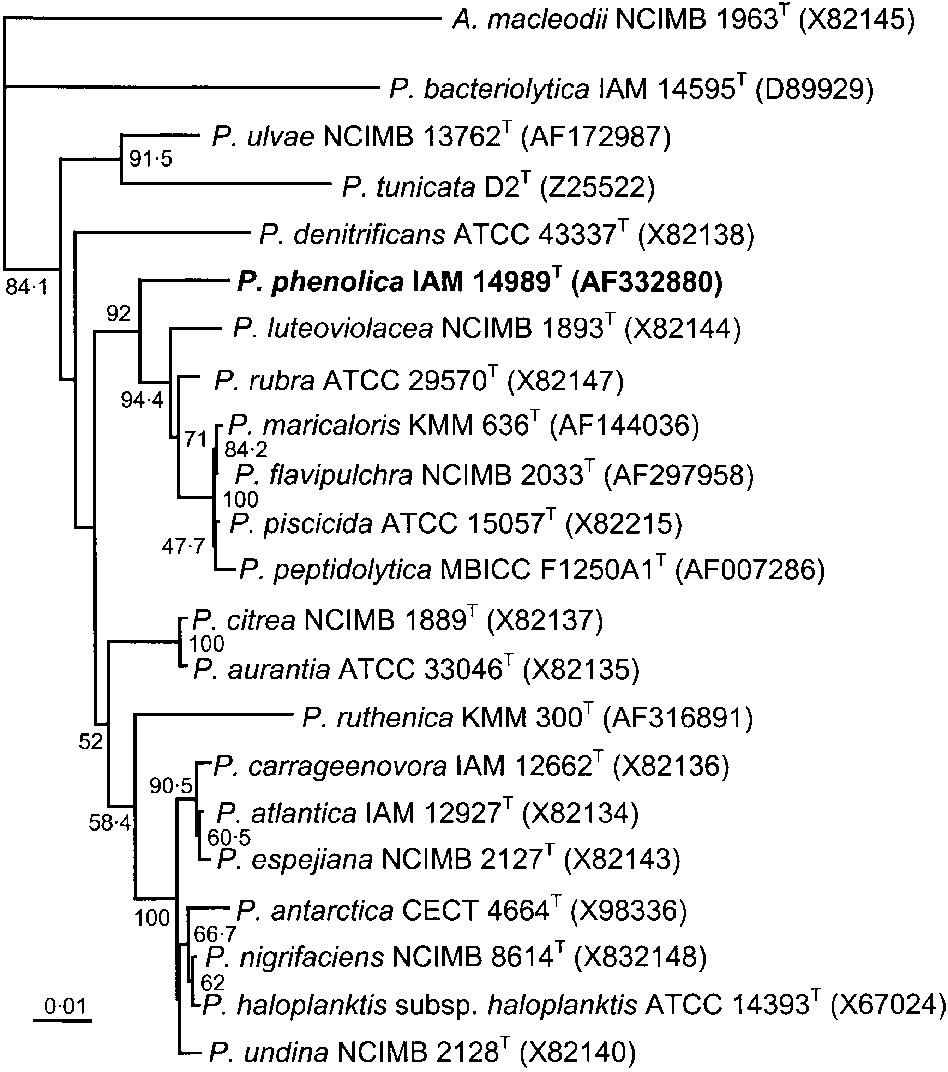 A. macleodii NCIMB 1963T (X82145)
P. bacteriolytica IAM 14595T (D89929)
P. ulvae NCIMB 13762T (AF172987)
91·5
P. tunicata D2T (Z25522)
P. denitrificans ATCC 43337T (X82138)
84·1
P. phenolica IAM 14989T (AF332880)
92
P. luteoviolacea NCIMB 1893T (X82144)
P. rubra ATCC 29570T (X82147)
94·4
P. maricaloris KMM 636T (AF144036)
71
84·2
P. flavipulchra NCIMB 2033T (AF297958)
100
P. piscicida ATCC 15057T (X82215)
47·7
P. peptidolytica MBICC F1250A1T (AF007286)
P. citrea NCIMB 1889T (X82137)
100
P. aurantia ATCC 33046T (X82135)
P. ruthenica KMM 300T (AF316891)
52
P. carrageenovora IAM 12662T (X82136)
90·5
P. atlantica IAM 12927T (X82134)
58·4
60·5
P. espejiana NCIMB 2127T (X82143)
P. antarctica CECT 4664T (X98336)
100
66·7
P. nigrifaciens NCIMB 8614T (X832148)
62
P. haloplanktis subsp. haloplanktis ATCC 14393T (X67024)
0·01
P. undina NCIMB 2128T (X82140)